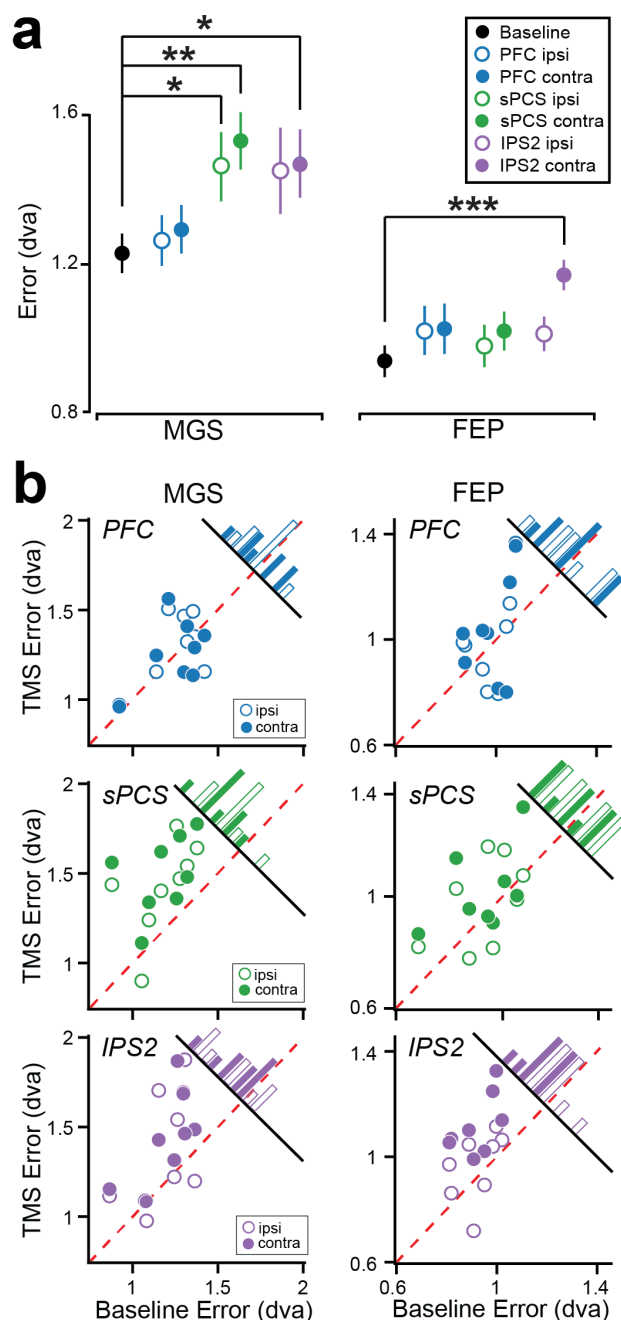 a
Baseline
PFC ipsi
PFC contra
sPCS ipsi
sPCS contra
IPS2 ipsi
IPS2 contra
*
**
*
***
1.6
1.2
0.8
Error (dva)
MGS
FEP
b
MGS
FEP
2
PFC
1.5
1
TMS Error (dva)
ipsi
contra
1
1.5
2
1.4
PFC
1
0.6
2
sPCS
1.5
1
TMS Error (dva)
ipsi
contra
1.4
sPCS
1
0.6
2
IPS2
1.5
1
TMS Error (dva)
ipsi
contra
1
1.5
2
Baseline Error (dva)
1.4
IPS2
1
0.6
0.6
1
1.4
Baseline Error (dva)